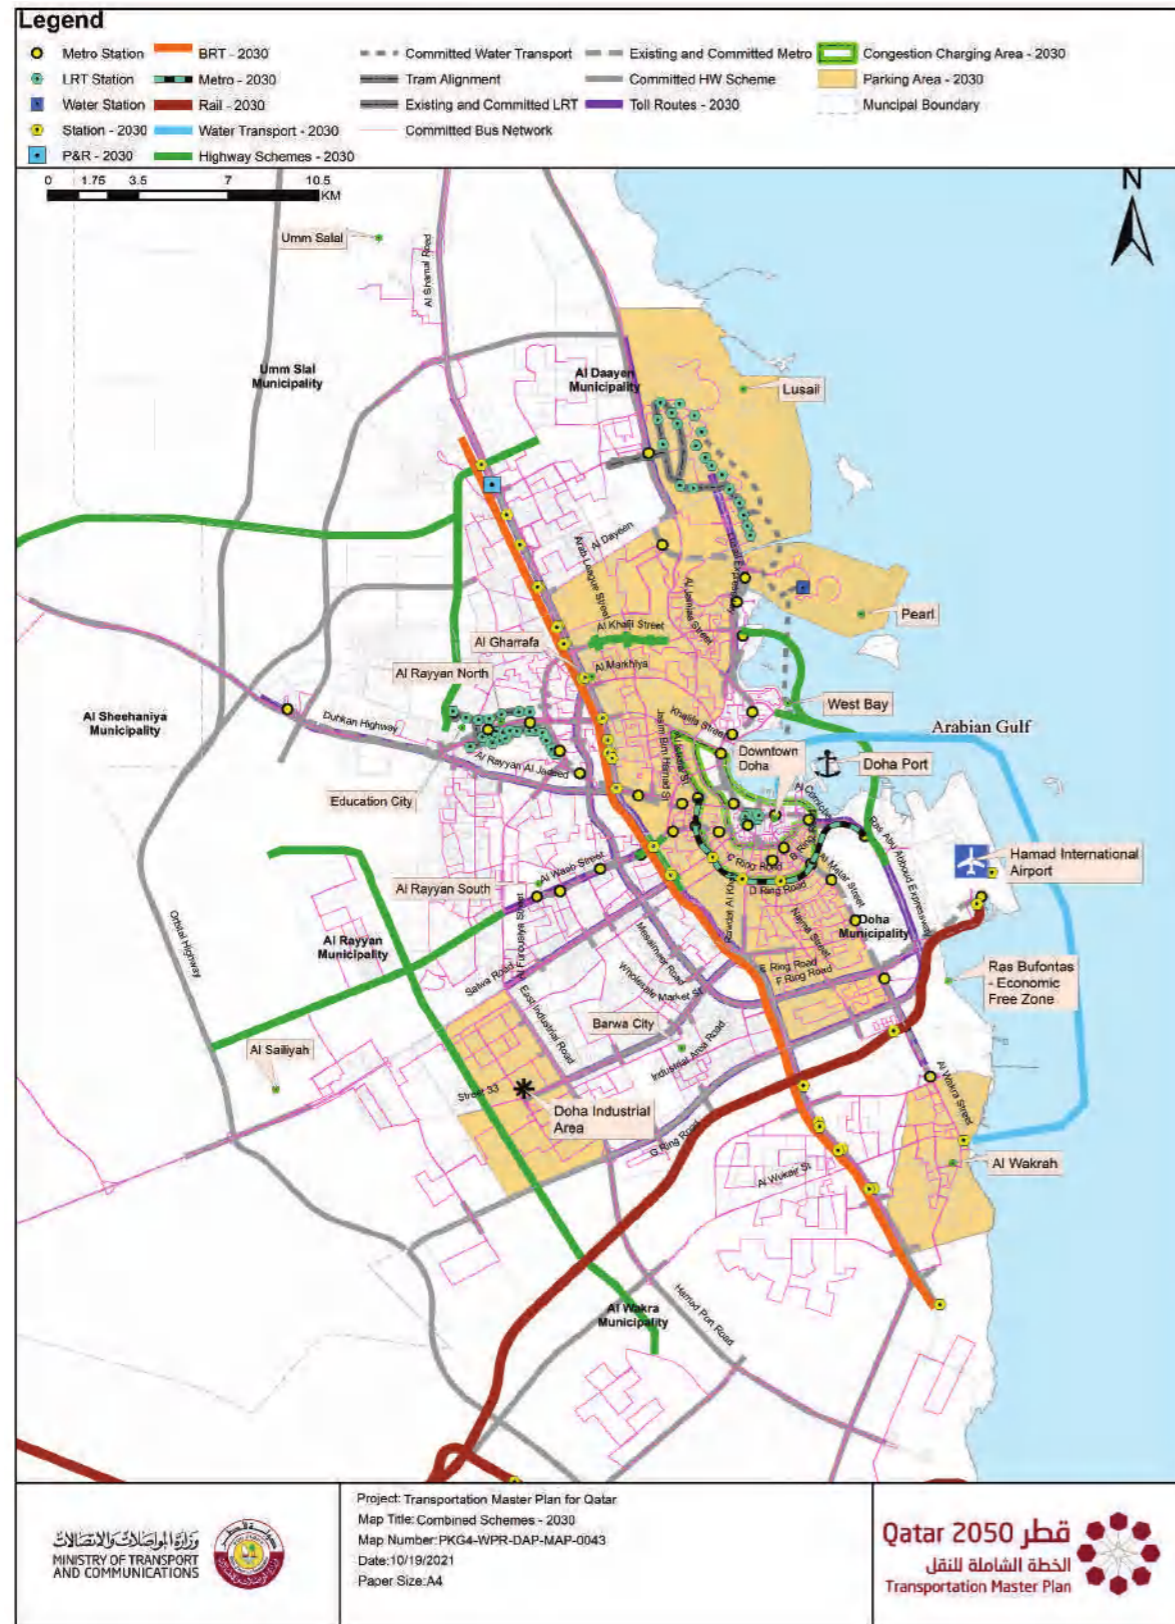 Legend
Metro Station
LRT Station
Water Station
Station - 2030
P&R - 2030
BRT - 2030
Metro - 2030
Rail - 2030
Water Transport - 2030
Highway Schemes - 2030
Committed Water Transport
Tram Alignment
Existing and Committed LRT
Committed Bus Network
Existing and Committed Metro
Committed HW Scheme
Toll Routes - 2030
Congestion Charging Area - 2030
Parking Area - 2030
Muncipal Boundary
0 1.75 3.5 7 10.5
KM
N
Umm Salal
Al Shamal Road
Umm Slal
Municipality
Al Daayen
Municipality
Lusail
Al Dayeen
Arab League Street
Al Jamiaa Street
Lusail Expressway
Pearl
Al Khafji Street
Al Gharrafa
Al Markhiya
Al Rayyan North
West Bay
Al Sheehaniya
Municipality
Dukhan Highway
Khalifa Street
Arabian Gulf
Jasim Bin Hamad St
Downtown
Doha
Doha Port
Al Rayyan Al Jadeed
Education City
Al Corniche
Ras Abu Abboud Expressway
B Ring
C Ring Road
D Ring Road
Al Matar Street
Hamad International
Airport
Al Waab Street
Al Rayyan South
Al Furousiya Street
Najma Street
Doha
Municipality
Orbital Highway
Al Rayyan
Municipality
Salwa Road
Mesaimeer Road
Wholesale Market St
E Ring Road
F Ring Road
Ras Bufontas
- Economic
Free Zone
East Industrial Road
Barwa City
Industrial Area Road
Al Sailiyah
Street 33
Doha Industrial
Area
Al Wakra Street
G Ring Road
Al Wukair St
Al Wakrah
Al Wakra
Municipality
Hamad Port Road
وزارة المواصلات والاتصالات
MINISTRY OF TRANSPORT
AND COMMUNICATIONS
Project: Transportation Master Plan for Qatar
Map Title: Combined Schemes - 2030
Map Number: PKG4-WPR-DAP-MAP-0043
Date:10/19/2021
Paper Size:A4
Qatar 2050 قطر
الخطة الشاملة للنقل
Transportation Master Plan